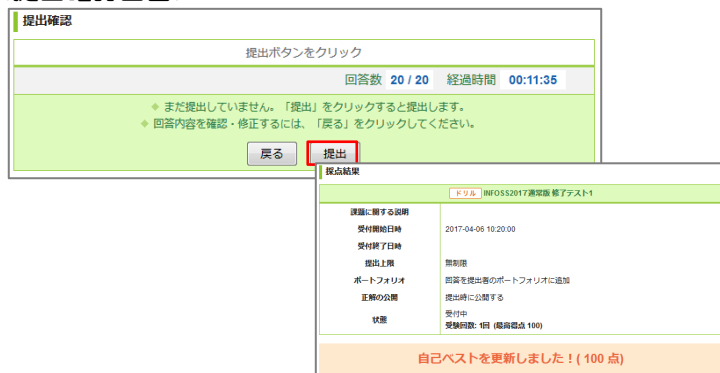 提出確認
提出ボタンをクリック
回答数 20 / 20 経過時間 00:11:35
◆ まだ提出していません。「提出」をクリックすると提出します。
◆ 回答内容を確認・修正するには、「戻る」をクリックしてください。
戻る 提出
採点結果
ドリル INFOSS2017通常版 修了テスト1
課題に関する説明
受付開始日時 2017-04-06 10:20:00
受付終了日時
提出上限 無制限
ポートフォリオ 回答を提出者のポートフォリオに追加
正解の公開 提出時に公開する
状態 受付中
受験回数: 1回 (最高得点 100)
自己ベストを更新しました！( 100 点)